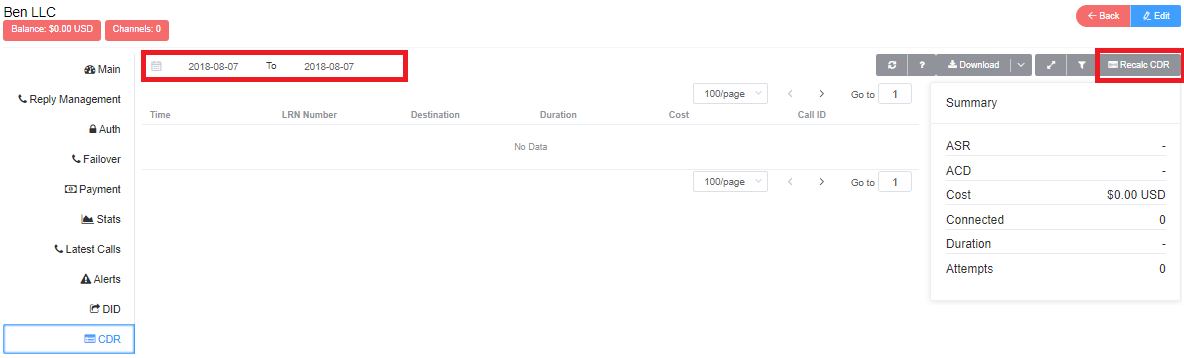 Ben LLC
Balance: $0.00 USD Channels: 0
Back Edit
Main
Reply Management
Auth
Failover
Payment
Stats
Latest Calls
Alerts
DID
CDR
2018-08-07 To 2018-08-07
? Download Recalc CDR
100/page Go to 1
Time LRN Number Destination Duration Cost Call ID
No Data
100/page Go to 1
Summary
ASR -
ACD -
Cost $0.00 USD
Connected 0
Duration -
Attempts 0